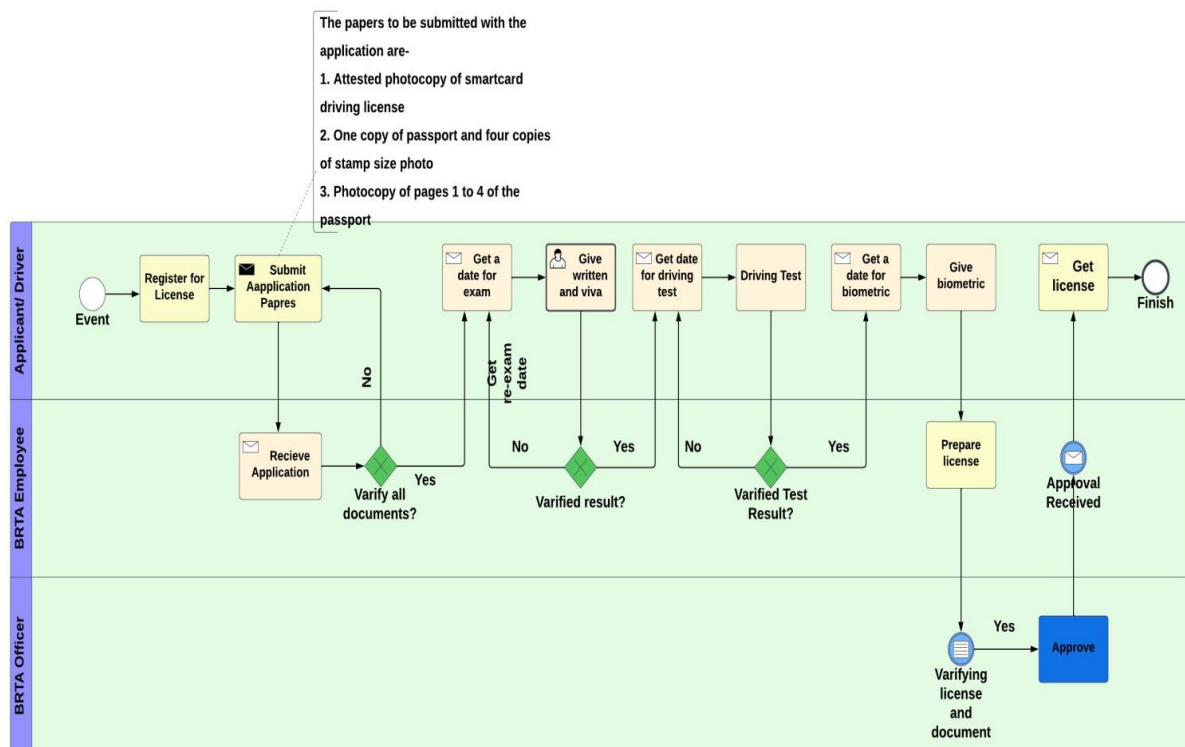 The papers to be submitted with the
application are-
1. Attested photocopy of smartcard
driving license
2. One copy of passport and four copies
of stamp size photo
3. Photocopy of pages 1 to 4 of the
passport
Applicant/ Driver
Event
Register for
License
Submit
Aapplication
Papres
No
Get a
date for
exam
Give
written
and viva
Get date
for driving
test
Driving Test
Get a
date for
biometric
Give
biometric
Get
license
Finish
Get
re-exam
date
BRTA Employee
Recieve
Application
Varify all
documents?
Yes
No
Yes
Varified result?
No
Yes
Varified Test
Result?
Prepare
license
Approval
Received
BRTA Officer
Varifying
license
and
document
Yes
Approve